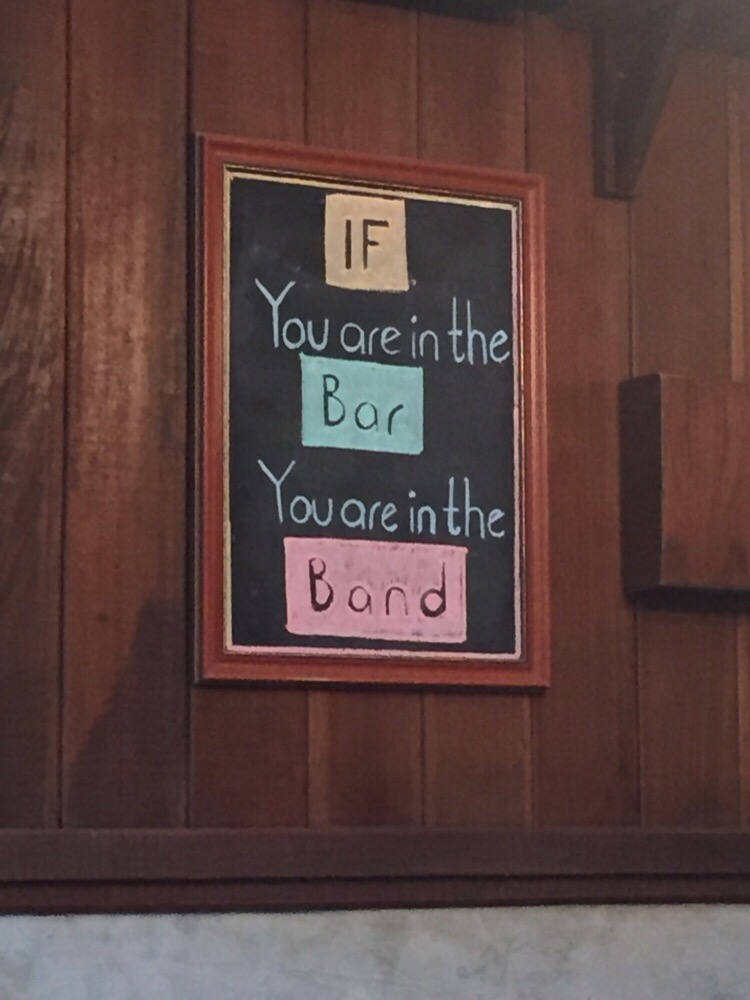 IF
You are in the
Bar
You are in the
Band